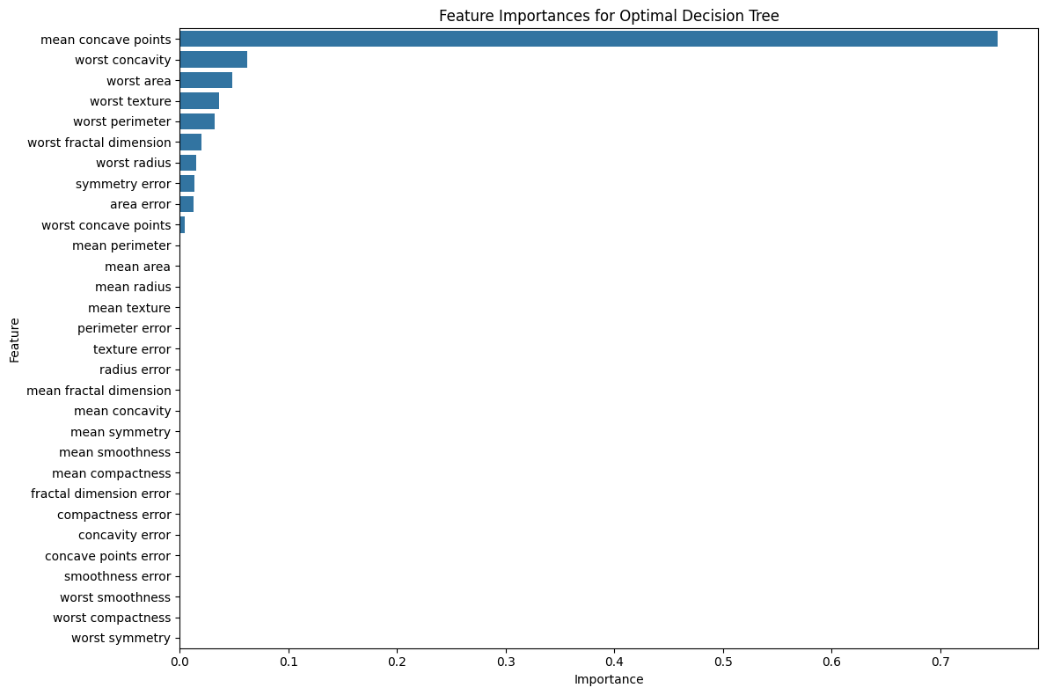 Feature Importances for Optimal Decision Tree
mean concave points
worst concavity
worst area
worst texture
worst perimeter
worst fractal dimension
worst radius
symmetry error
area error
worst concave points
mean perimeter
mean area
mean radius
mean texture
perimeter error
texture error
radius error
mean fractal dimension
mean concavity
mean symmetry
mean smoothness
mean compactness
fractal dimension error
compactness error
concavity error
concave points error
smoothness error
worst smoothness
worst compactness
worst symmetry
Feature
0.0 0.1 0.2 0.3 0.4 0.5 0.6 0.7
Importance